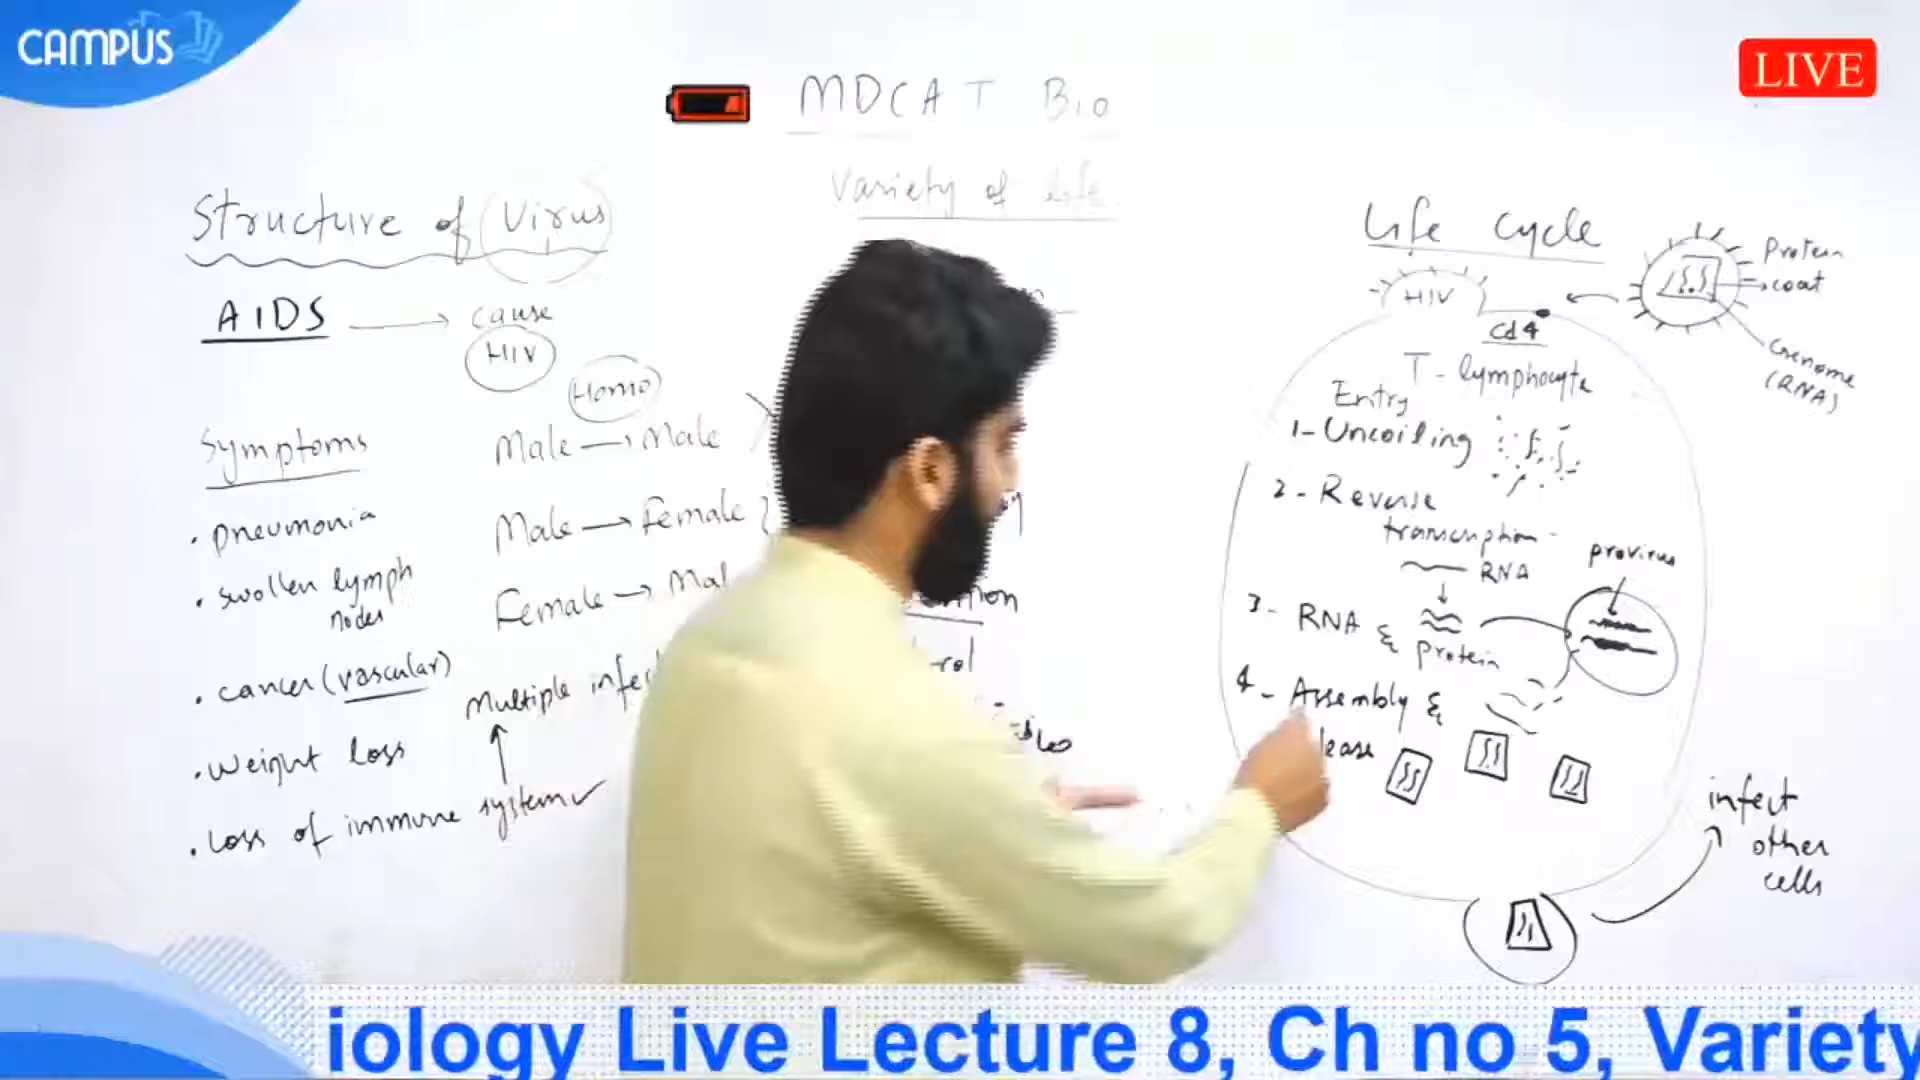 CAMPUS
LIVE
MDCAT Bio
Variety of life
Structure of Virus
AIDS → cause
HIV
Homo
Symptoms
Male → Male
. pneumonia
Male → Female
. swollen lymph
nodes
Female → Mal
. cancer (vascular)
Multiple infec
. Weight loss
. Loss of immune system
Life Cycle
Protein
coat
HIV
Cd4
Genome
(RNA)
T - lymphocyte
Entry
1- Uncoiling
2 - Reverse
transcription
provirus
RNA
3 - RNA &
protein
4 - Assembly &
lease
infect
other
cells
iology Live Lecture 8, Ch no 5, Variety